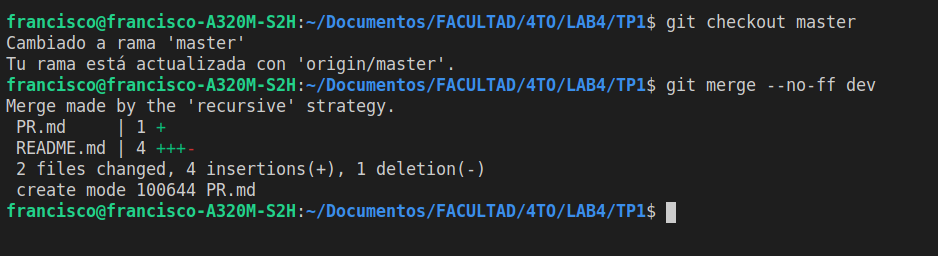 francisco@francisco-A320M-S2H:~/Documentos/FACULTAD/4TO/LAB4/TP1$ git checkout master
Cambiado a rama 'master'
Tu rama está actualizada con 'origin/master'.
francisco@francisco-A320M-S2H:~/Documentos/FACULTAD/4TO/LAB4/TP1$ git merge --no-ff dev
Merge made by the 'recursive' strategy.
 PR.md     | 1 +
 README.md | 4 +++-
 2 files changed, 4 insertions(+), 1 deletion(-)
 create mode 100644 PR.md
francisco@francisco-A320M-S2H:~/Documentos/FACULTAD/4TO/LAB4/TP1$